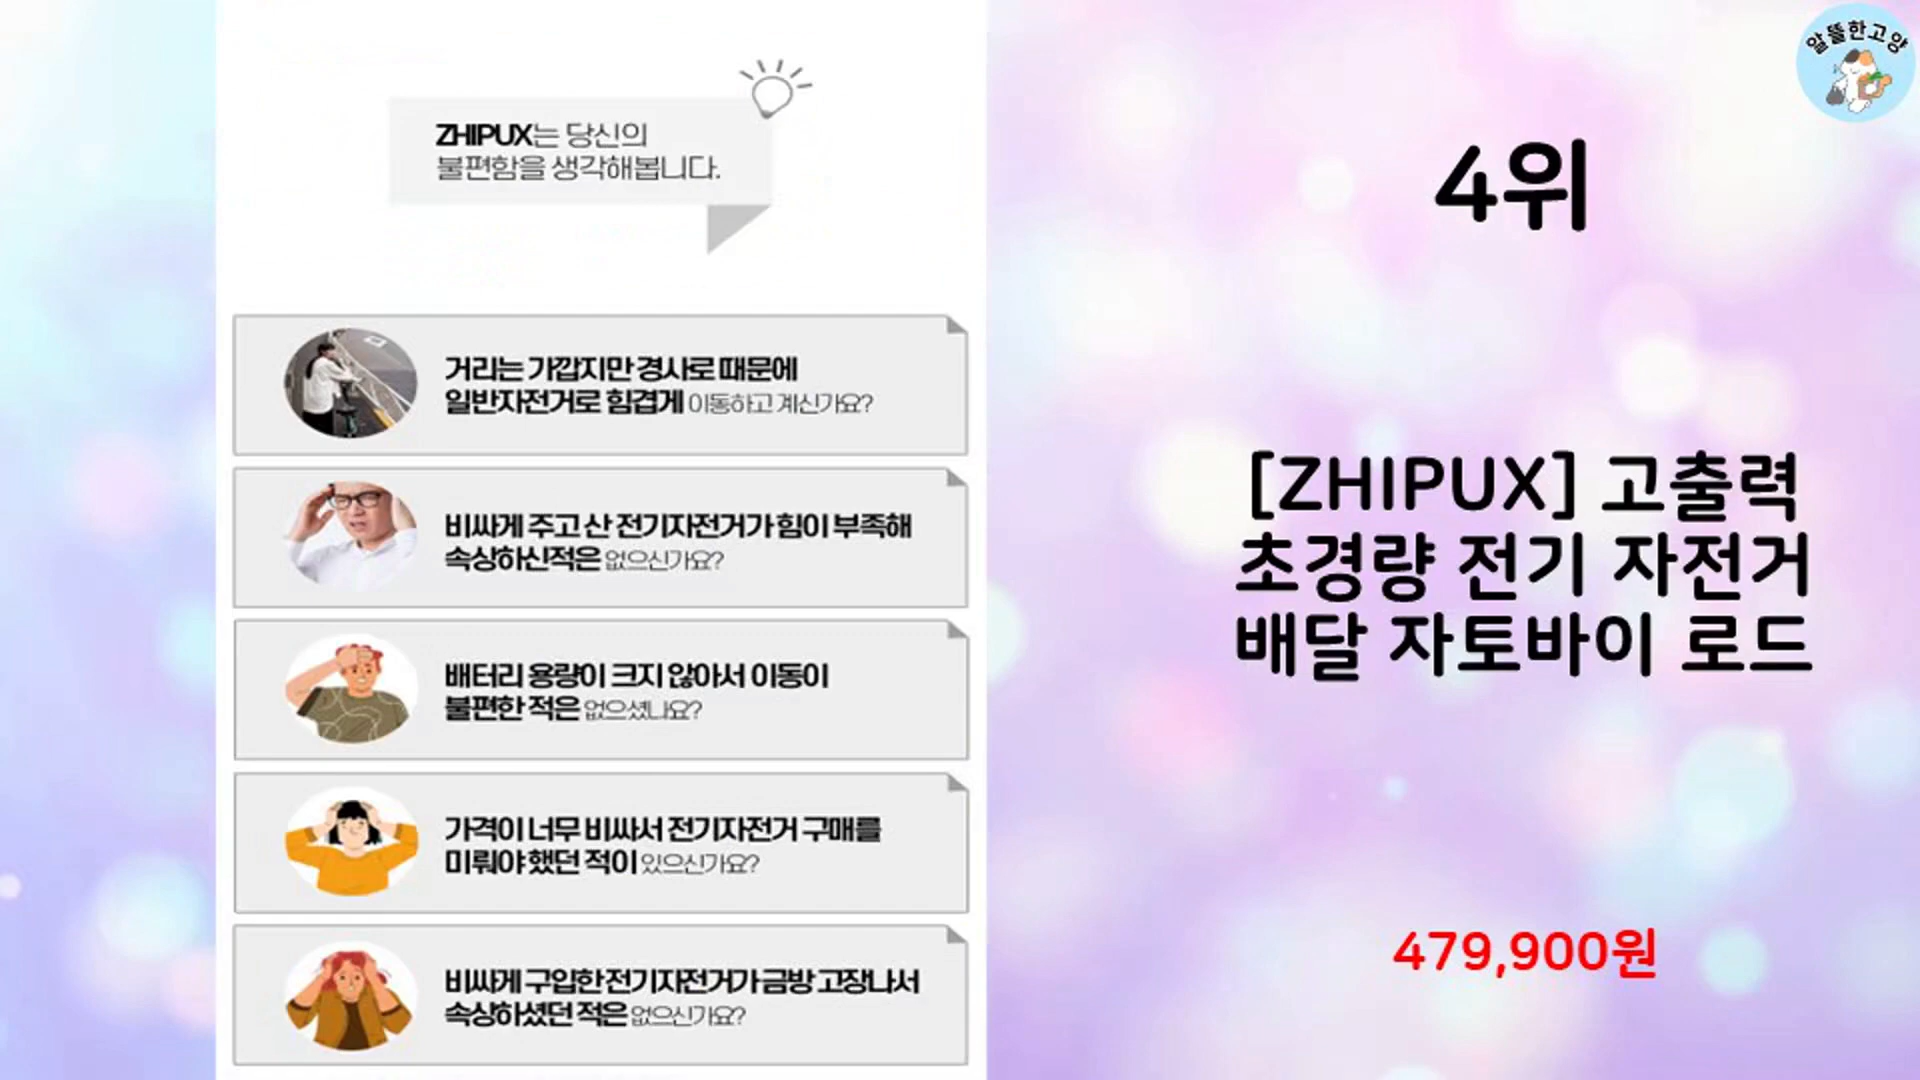 ZHIPUX는 당신의
불편함을 생각해봅니다.
거리는 가깝지만 경사로 때문에
일반자전거로 힘겹게 이동하고 계신가요?
비싸게 주고 산 전기자전거가 힘이 부족해
속상하신적은 없으신가요?
배터리 용량이 크지 않아서 이동이
불편한 적은 없으셨나요?
가격이 너무 비싸서 전기자전거 구매를
미뤄야 했던 적이 있으신가요?
비싸게 구입한 전기자전거가 금방 고장나서
속상하셨던 적은 없으신가요?
알뜰한고양
4위
[ZHIPUX] 고출력
초경량 전기 자전거
배달 자토바이 로드
479,900원